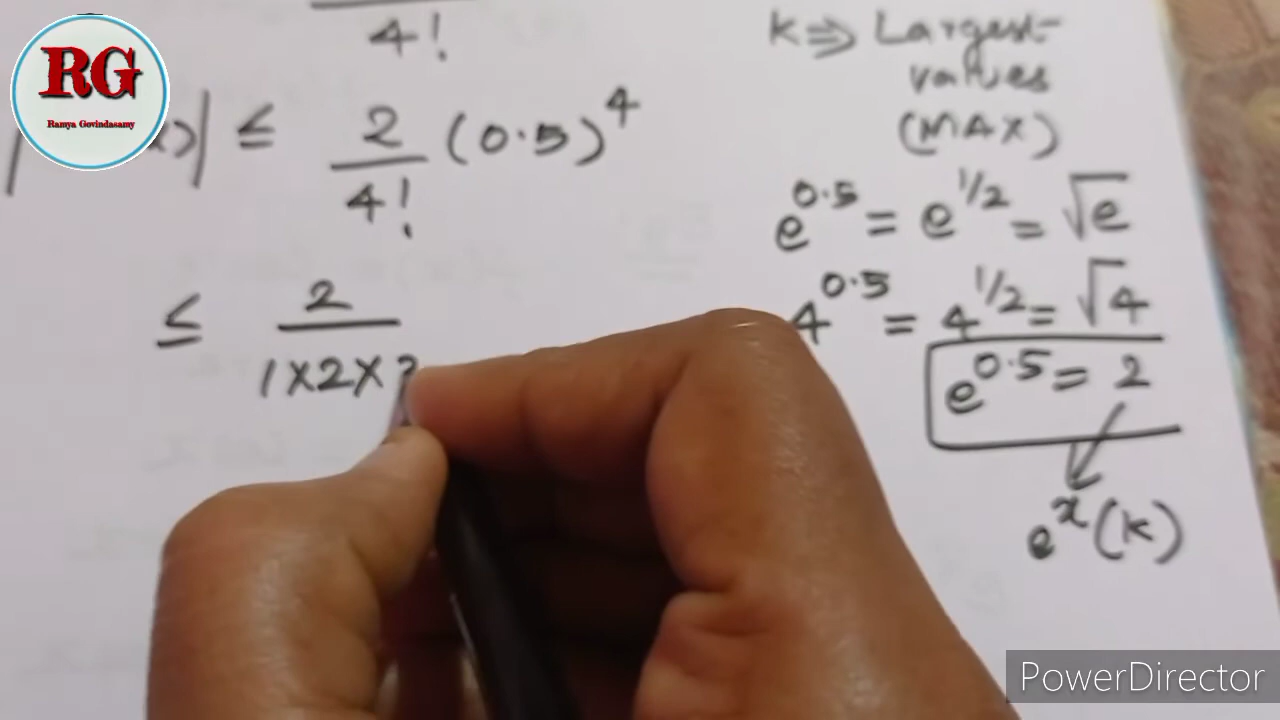 RG
Ramya Govindasamy
4!
x)| ≤ 2/4! (0.5)^4
≤ 2/1×2×
k ⇒ Largest
values
(MAX)
e^0.5 = e^1/2 = √e
4^0.5 = 4^1/2 = √4
e^0.5 = 2
e^x (k)
PowerDirector